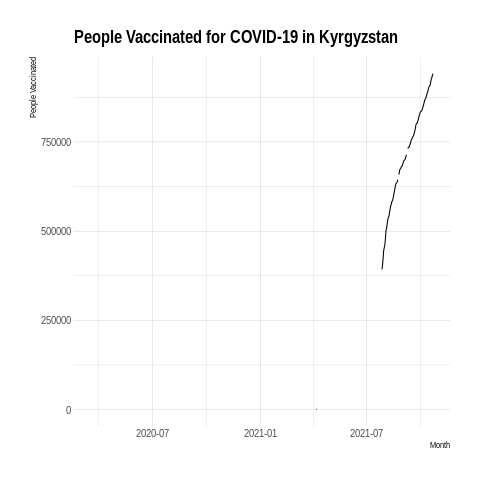 People Vaccinated for COVID-19 in Kyrgyzstan
People Vaccinated
750000
500000
250000
0
2020-07 2021-01 2021-07
Month